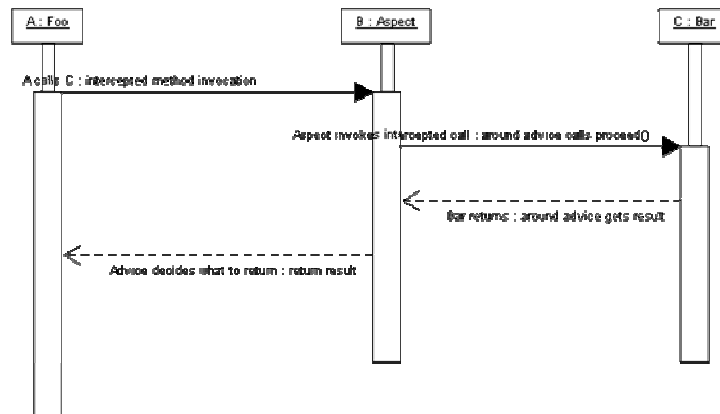 A : Foo
B : Aspect
C : Bar
A calls C : intercepted method invocation
Aspect invokes intercepted call : around advice calls proceed()
Bar returns : around advice gets result
Advice decides what to return : return result